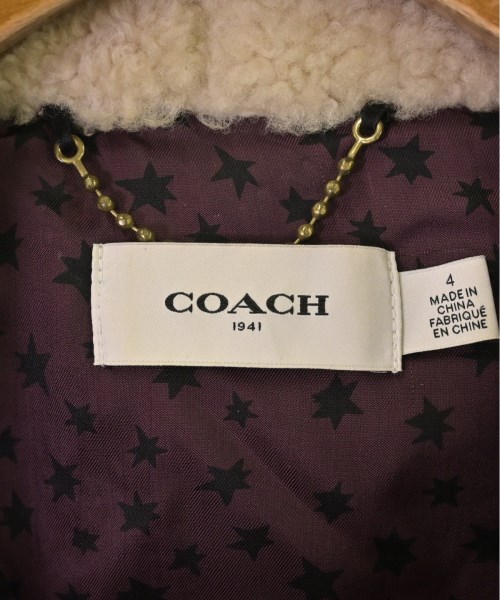 COACH
1941
4
MADE IN
CHINA
FABRIQUÉ
EN CHINE